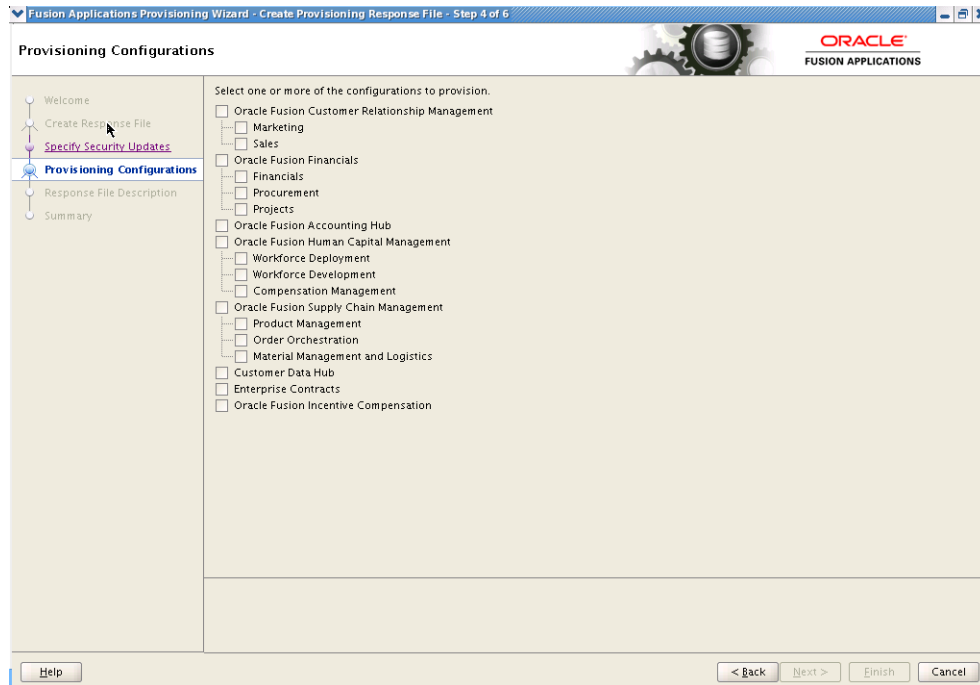 Fusion Applications Provisioning Wizard - Create Provisioning Response File - Step 4 of 6
Provisioning Configurations
ORACLE
FUSION APPLICATIONS
Welcome
Create Response File
Specify Security Updates
Provisioning Configurations
Response File Description
Summary
Select one or more of the configurations to provision.
Oracle Fusion Customer Relationship Management
Marketing
Sales
Oracle Fusion Financials
Financials
Procurement
Projects
Oracle Fusion Accounting Hub
Oracle Fusion Human Capital Management
Workforce Deployment
Workforce Development
Compensation Management
Oracle Fusion Supply Chain Management
Product Management
Order Orchestration
Material Management and Logistics
Customer Data Hub
Enterprise Contracts
Oracle Fusion Incentive Compensation
Help
< Back
Next >
Finish
Cancel